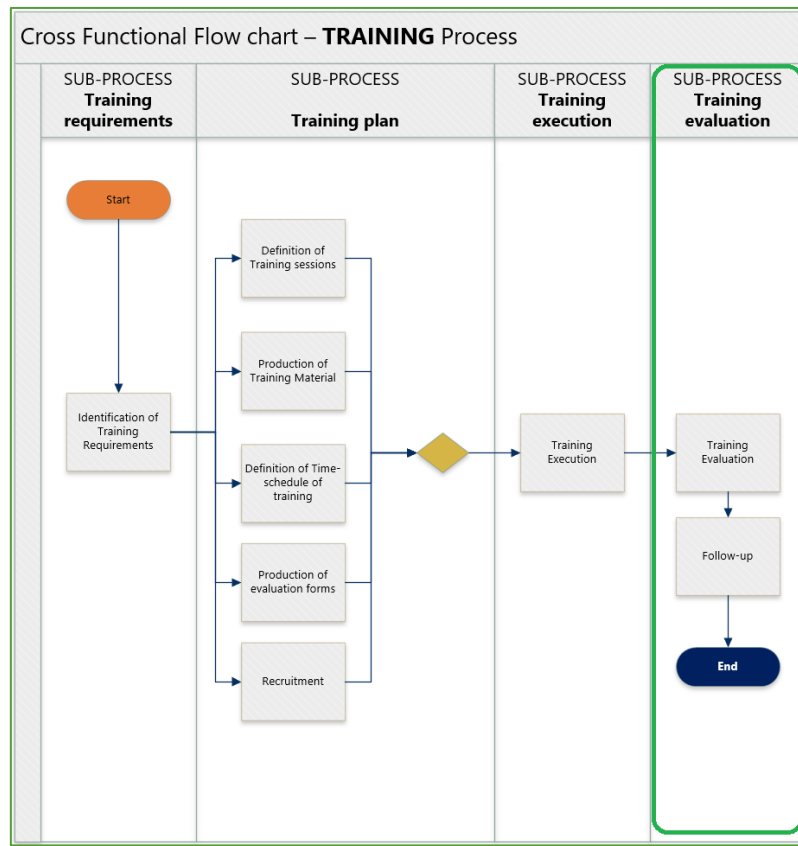 Cross Functional Flow chart – TRAINING Process
SUB-PROCESS
Training
requirements
SUB-PROCESS
Training plan
SUB-PROCESS
Training
execution
SUB-PROCESS
Training
evaluation
Start
Identification of
Training
Requirements
Definition of
Training sessions
Production of
Training Material
Definition of Time-
schedule of
training
Production of
evaluation forms
Recruitment
Training
Execution
Training
Evaluation
Follow-up
End